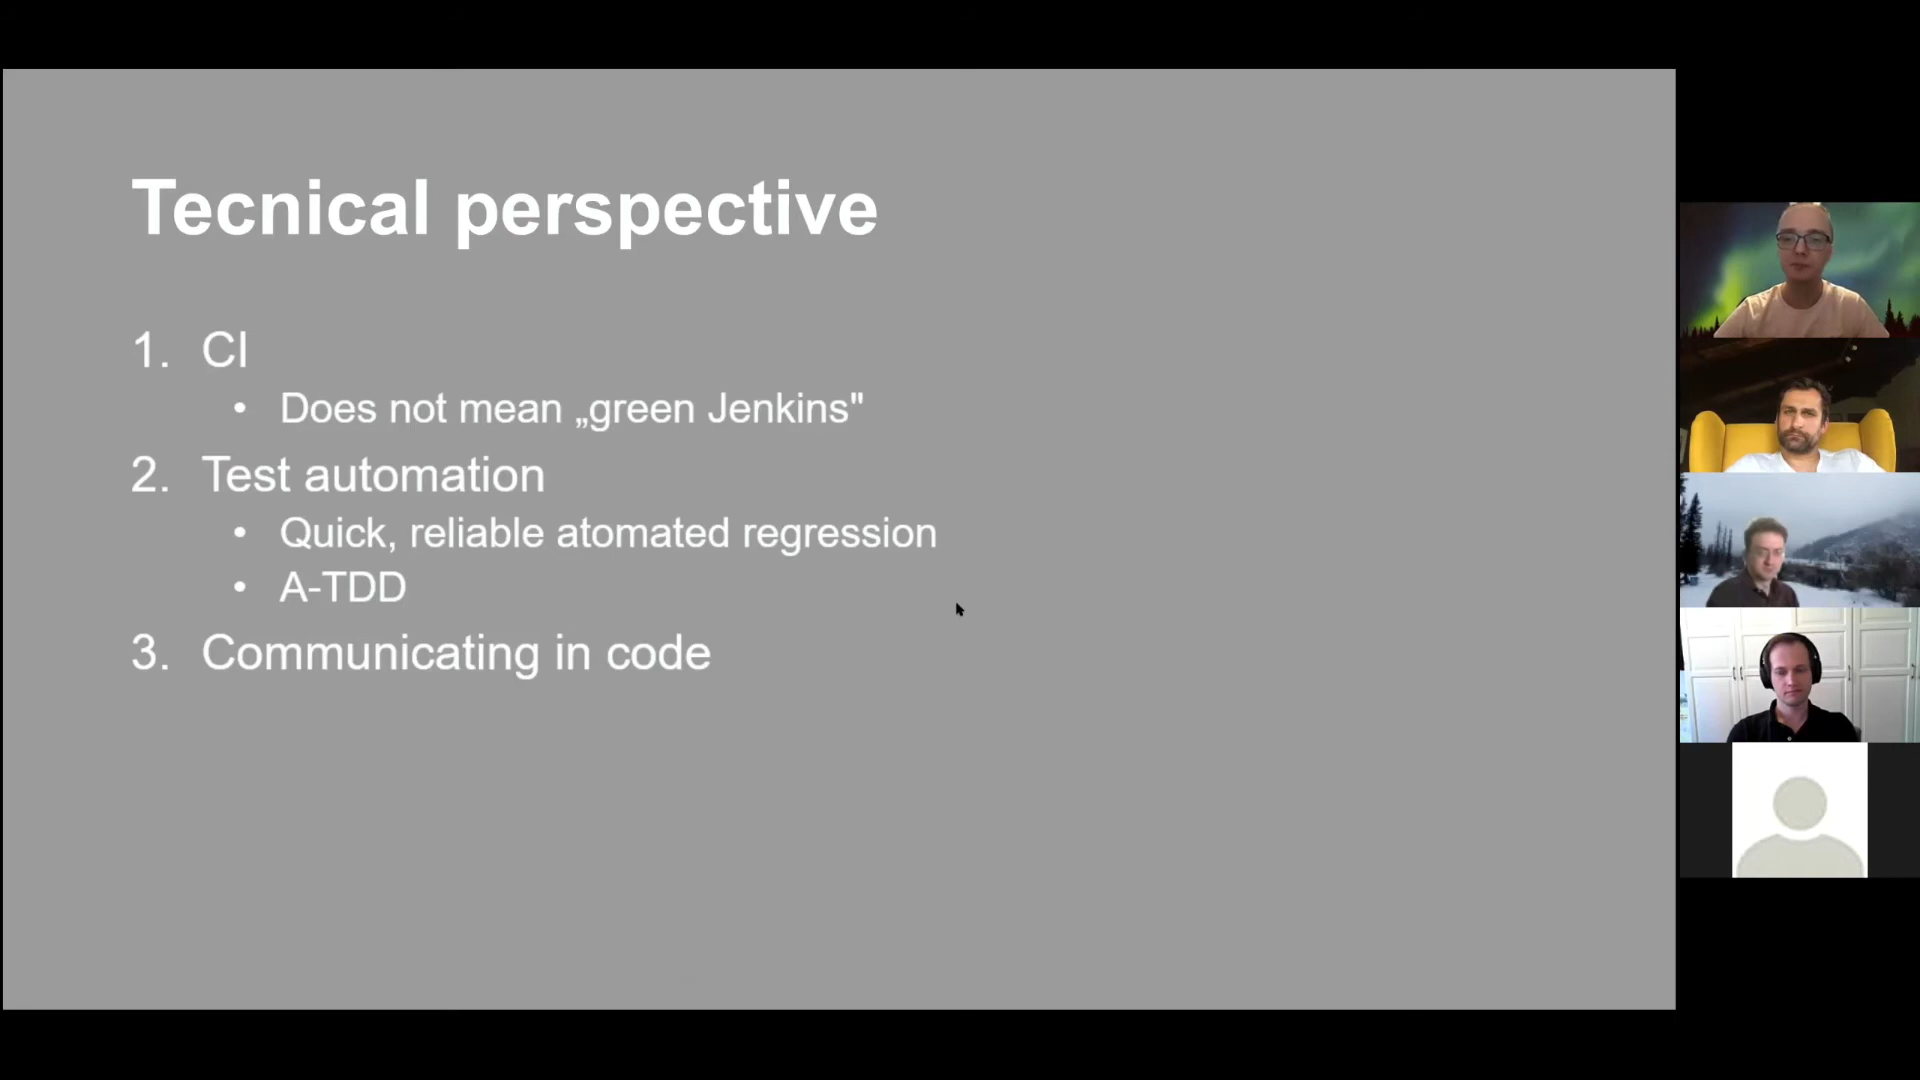 Tecnical perspective
1. CI
• Does not mean „green Jenkins"
2. Test automation
• Quick, reliable atomated regression
• A-TDD
3. Communicating in code